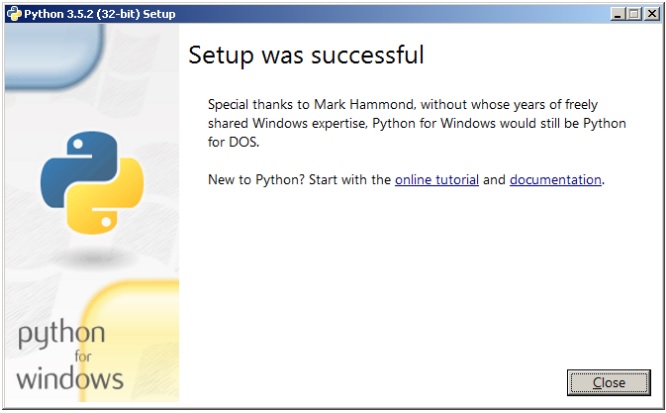 Python 3.5.2 (32-bit) Setup
Setup was successful
Special thanks to Mark Hammond, without whose years of freely
shared Windows expertise, Python for Windows would still be Python
for DOS.
New to Python? Start with the online tutorial and documentation.
python
for
windows
Close